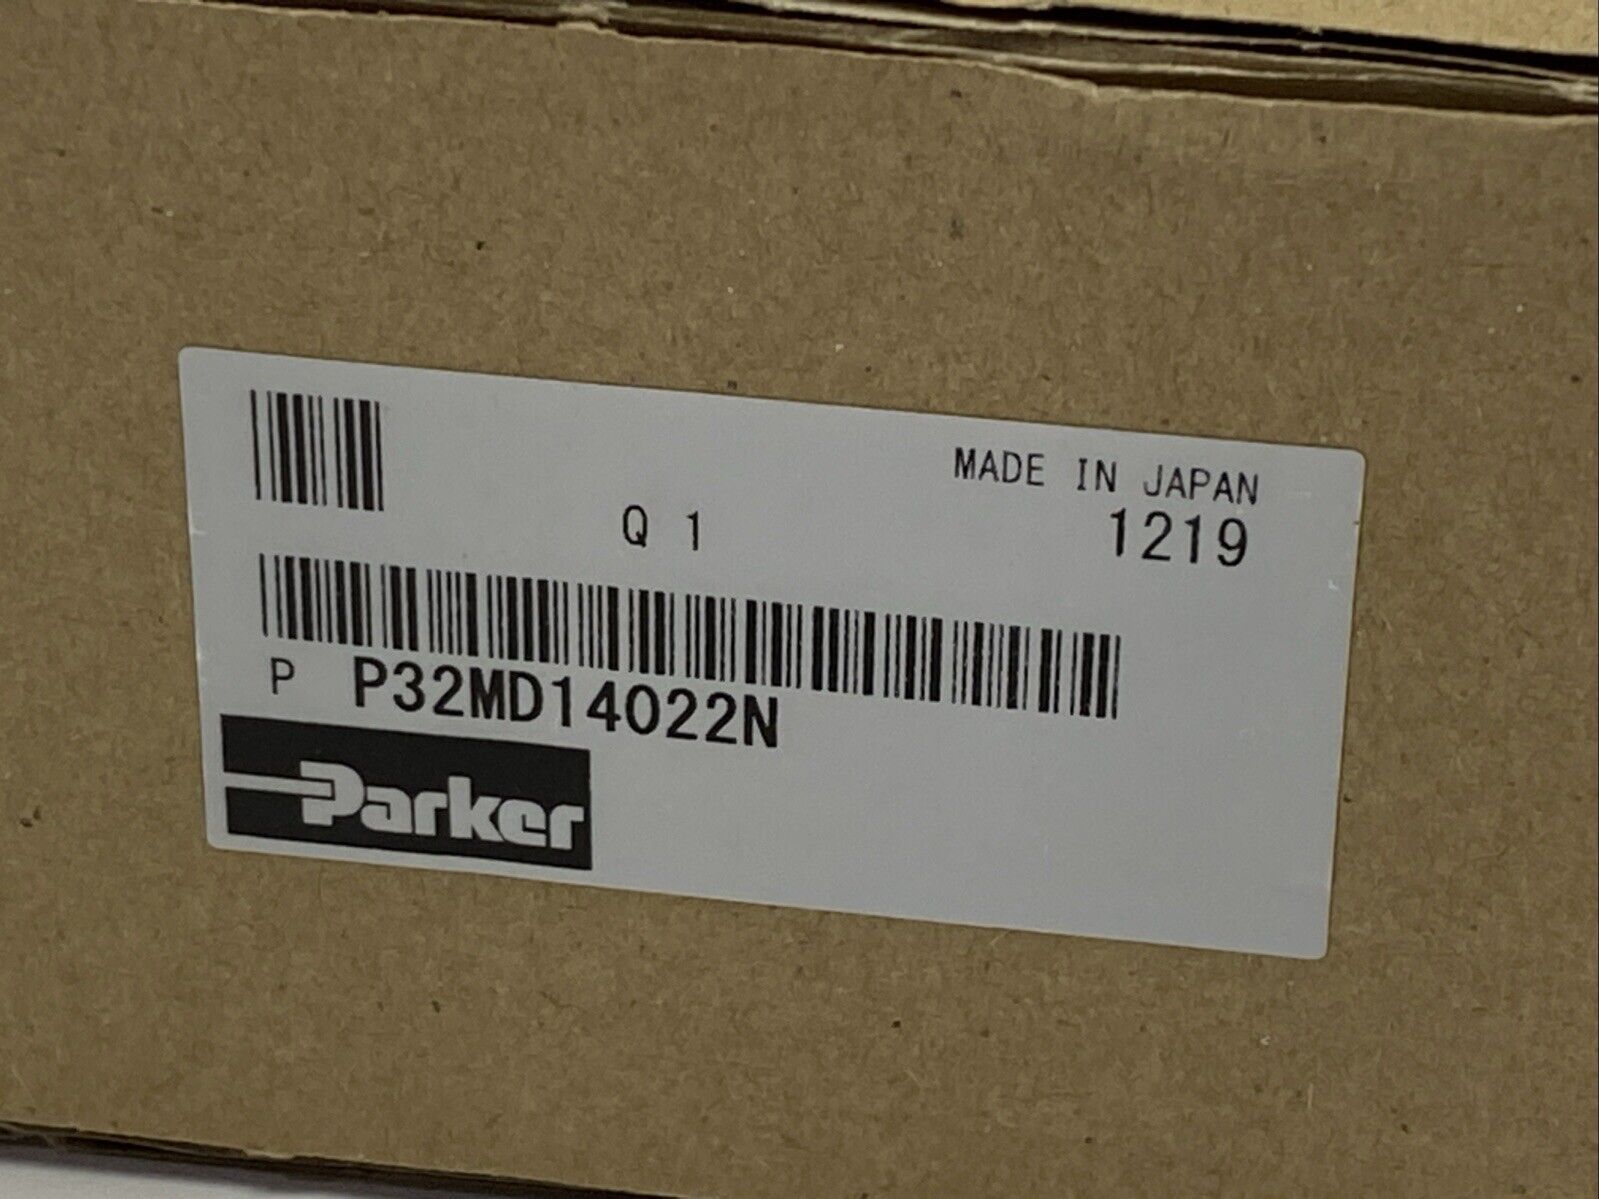 MADE IN JAPAN
Q 1
1219
P P32MD14022N
Parker